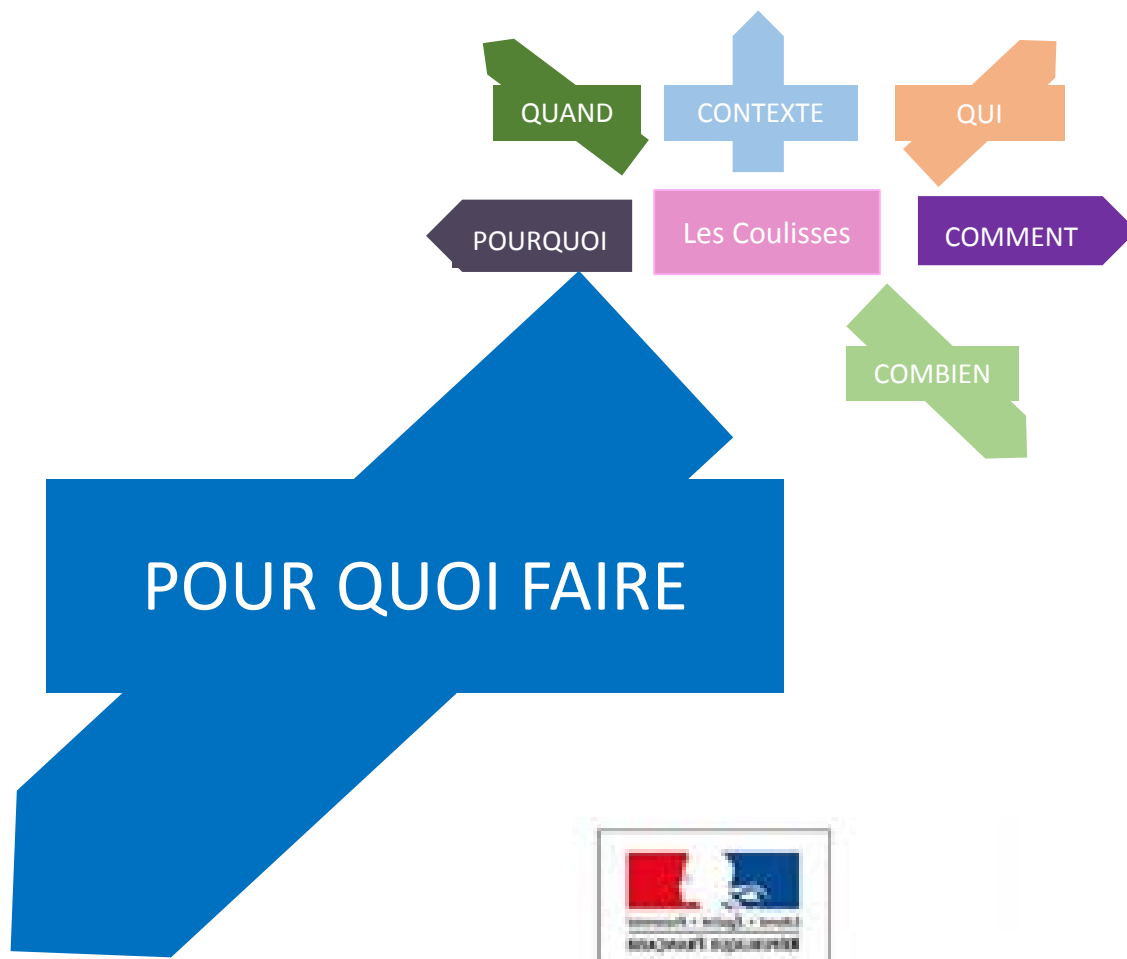 QUAND
CONTEXTE
QUI
POURQUOI
Les Coulisses
COMMENT
COMBIEN
POUR QUOI FAIRE